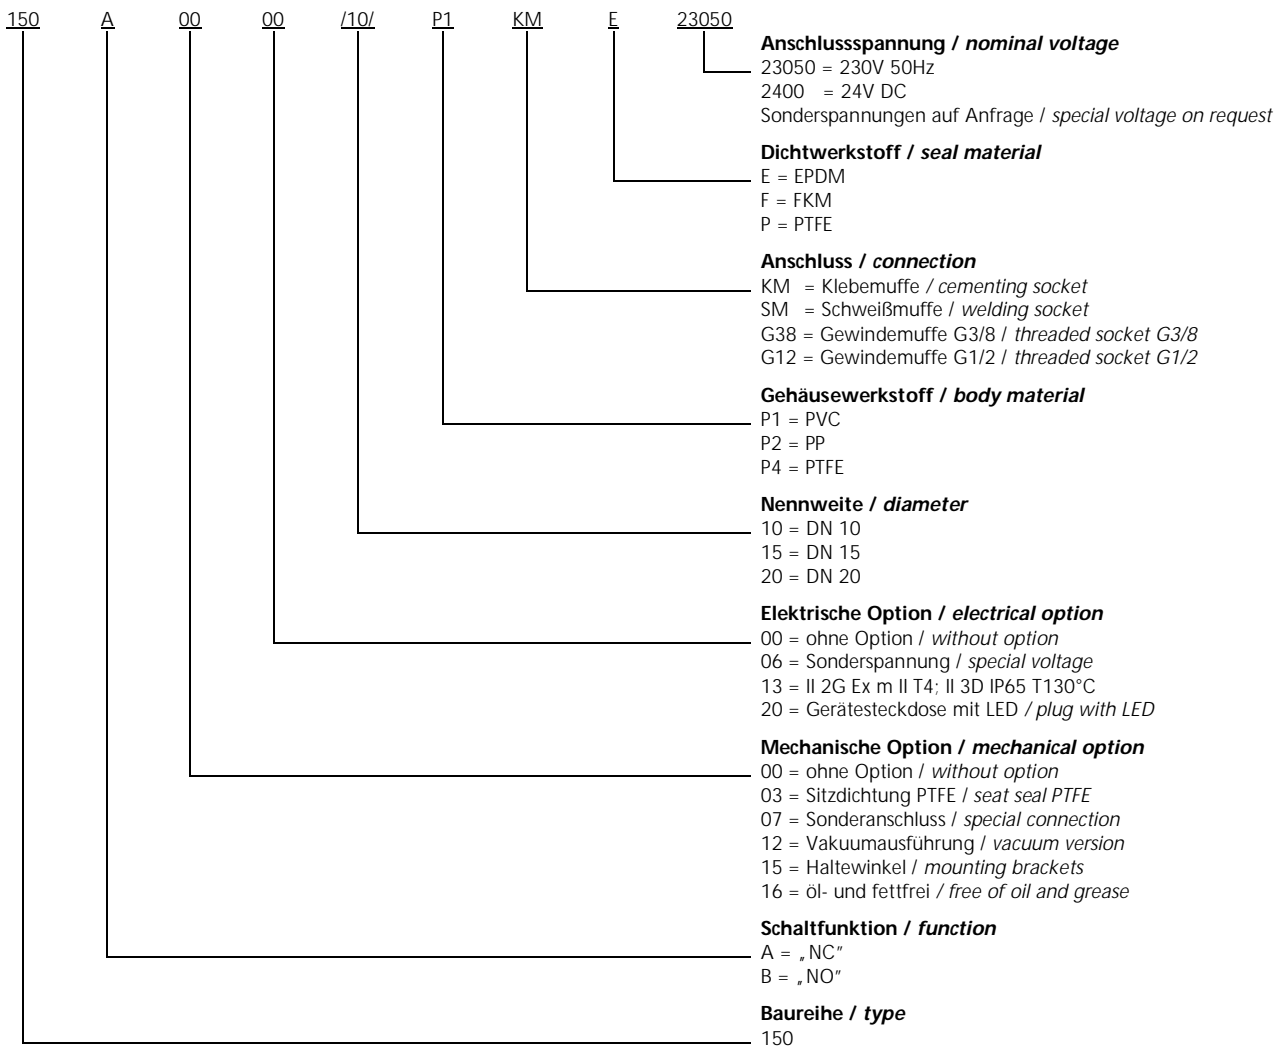 150 A 00 00 /10/ P1 KM E 23050
Anschlussspannung / nominal voltage
23050 = 230V 50Hz
2400 = 24V DC
Sonderspannungen auf Anfrage / special voltage on request
Dichtwerkstoff / seal material
E = EPDM
F = FKM
P = PTFE
Anschluss / connection
KM = Klebemuffe / cementing socket
SM = Schweißmuffe / welding socket
G38 = Gewindemuffe G3/8 / threaded socket G3/8
G12 = Gewindemuffe G1/2 / threaded socket G1/2
Gehäusewerkstoff / body material
P1 = PVC
P2 = PP
P4 = PTFE
Nennweite / diameter
10 = DN 10
15 = DN 15
20 = DN 20
Elektrische Option / electrical option
00 = ohne Option / without option
06 = Sonderspannung / special voltage
13 = II 2G Ex m II T4; II 3D IP65 T130°C
20 = Gerätesteckdose mit LED / plug with LED
Mechanische Option / mechanical option
00 = ohne Option / without option
03 = Sitzdichtung PTFE / seat seal PTFE
07 = Sonderanschluss / special connection
12 = Vakuumausführung / vacuum version
15 = Haltewinkel / mounting brackets
16 = öl- und fettfrei / free of oil and grease
Schaltfunktion / function
A = „NC"
B = „NO"
Baureihe / type
150